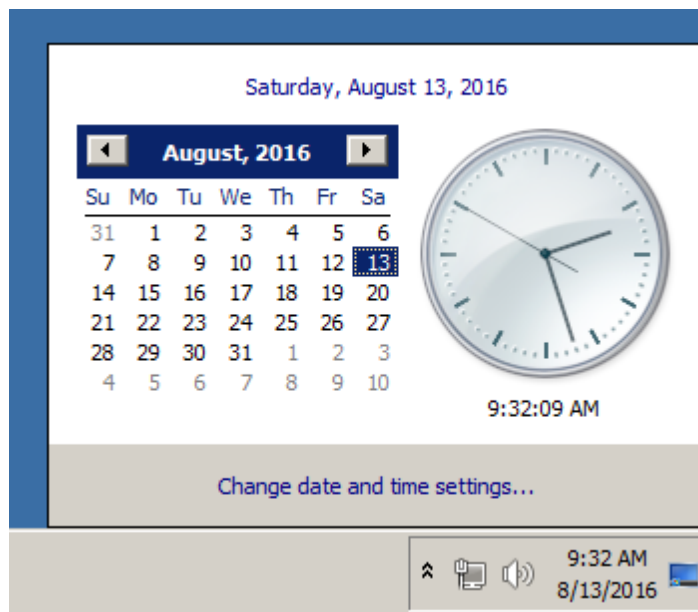 Saturday, August 13, 2016
August, 2016
Su Mo Tu We Th Fr Sa
31 1 2 3 4 5 6
7 8 9 10 11 12 13
14 15 16 17 18 19 20
21 22 23 24 25 26 27
28 29 30 31 1 2 3
4 5 6 7 8 9 10
9:32:09 AM
Change date and time settings...
9:32 AM
8/13/2016